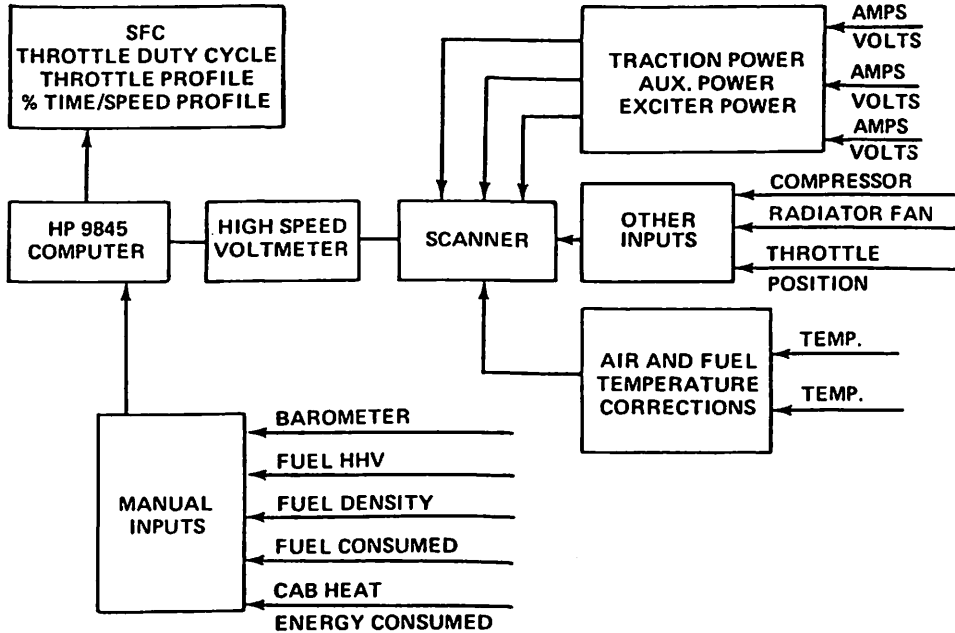 SFC
THROTTLE DUTY CYCLE
THROTTLE PROFILE
% TIME/SPEED PROFILE
TRACTION POWER
AUX. POWER
EXCITER POWER
AMPS
VOLTS
AMPS
VOLTS
AMPS
VOLTS
HP 9845
COMPUTER
HIGH SPEED
VOLTMETER
SCANNER
OTHER
INPUTS
COMPRESSOR
RADIATOR FAN
THROTTLE
POSITION
AIR AND FUEL
TEMPERATURE
CORRECTIONS
TEMP.
TEMP.
MANUAL
INPUTS
BAROMETER
FUEL HHV
FUEL DENSITY
FUEL CONSUMED
CAB HEAT
ENERGY CONSUMED